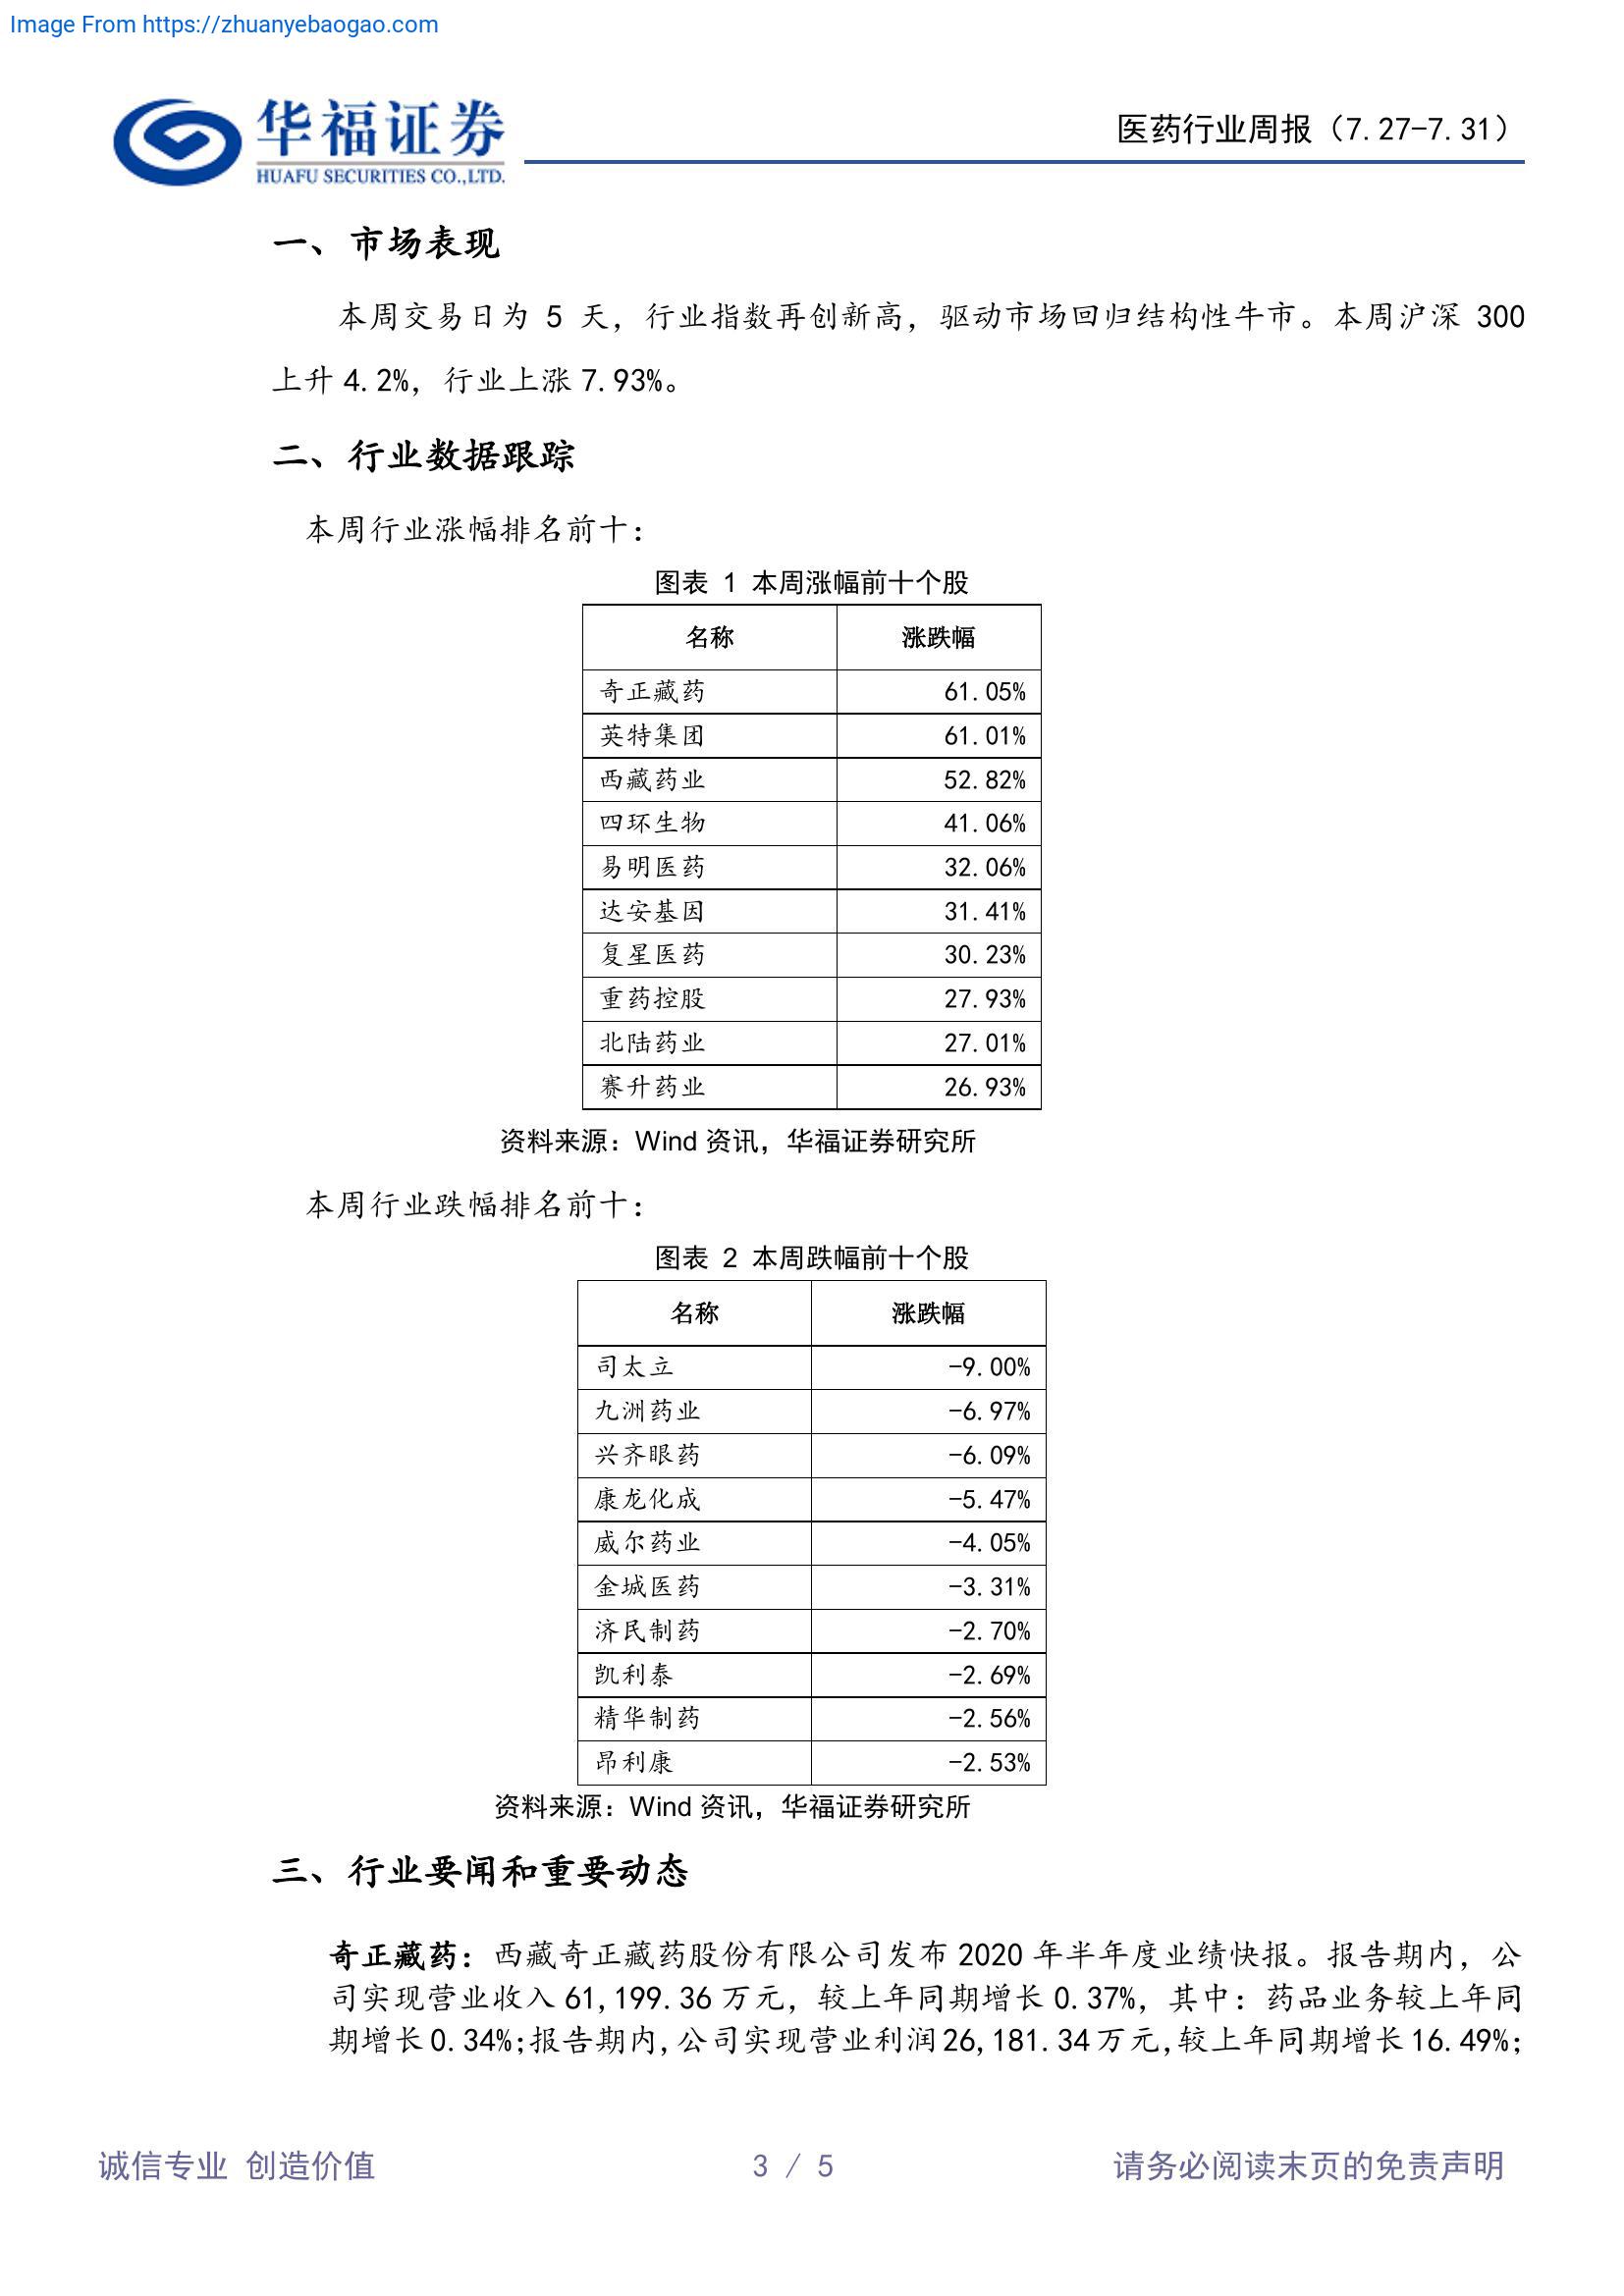 Image From https://zhuanyebaogao.com
华福证券
HUAFU SECURITIES CO.,LTD.
医药行业周报（7.27-7.31）
一、市场表现
本周交易日为 5 天，行业指数再创新高，驱动市场回归结构性牛市。本周沪深 300
上升 4.2%，行业上涨 7.93%。
二、行业数据跟踪
本周行业涨幅排名前十：
图表 1 本周涨幅前十个股
名称 涨跌幅
奇正藏药 61.05%
英特集团 61.01%
西藏药业 52.82%
四环生物 41.06%
易明医药 32.06%
达安基因 31.41%
复星医药 30.23%
重药控股 27.93%
北陆药业 27.01%
赛升药业 26.93%
资料来源：Wind 资讯，华福证券研究所
本周行业跌幅排名前十：
图表 2 本周跌幅前十个股
名称 涨跌幅
司太立 -9.00%
九洲药业 -6.97%
兴齐眼药 -6.09%
康龙化成 -5.47%
威尔药业 -4.05%
金城医药 -3.31%
济民制药 -2.70%
凯利泰 -2.69%
精华制药 -2.56%
昂利康 -2.53%
资料来源：Wind 资讯，华福证券研究所
三、行业要闻和重要动态
奇正藏药：西藏奇正藏药股份有限公司发布 2020 年半年度业绩快报。报告期内，公
司实现营业收入 61,199.36 万元，较上年同期增长 0.37%，其中：药品业务较上年同
期增长 0.34%;报告期内,公司实现营业利润 26,181.34 万元,较上年同期增长 16.49%;
诚信专业 创造价值
3 / 5
请务必阅读末页的免责声明